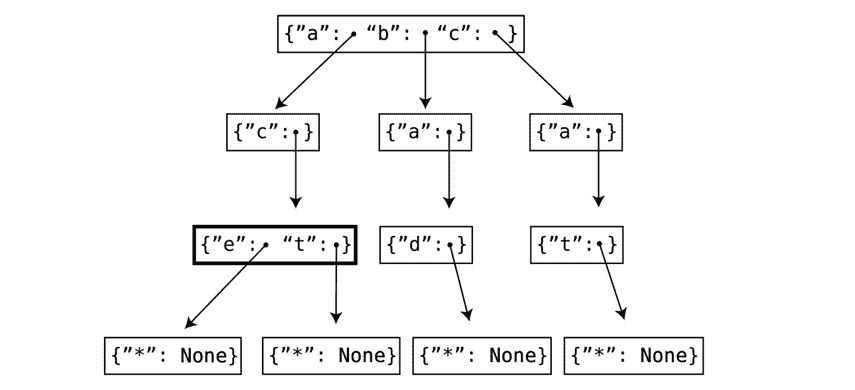 {”a”: “b”: “c”: }
{”c”: } {”a”: } {”a”: }
{”e”: “t”: } {”d”: } {”t”: }
{”*”: None} {”*”: None} {”*”: None} {”*”: None}